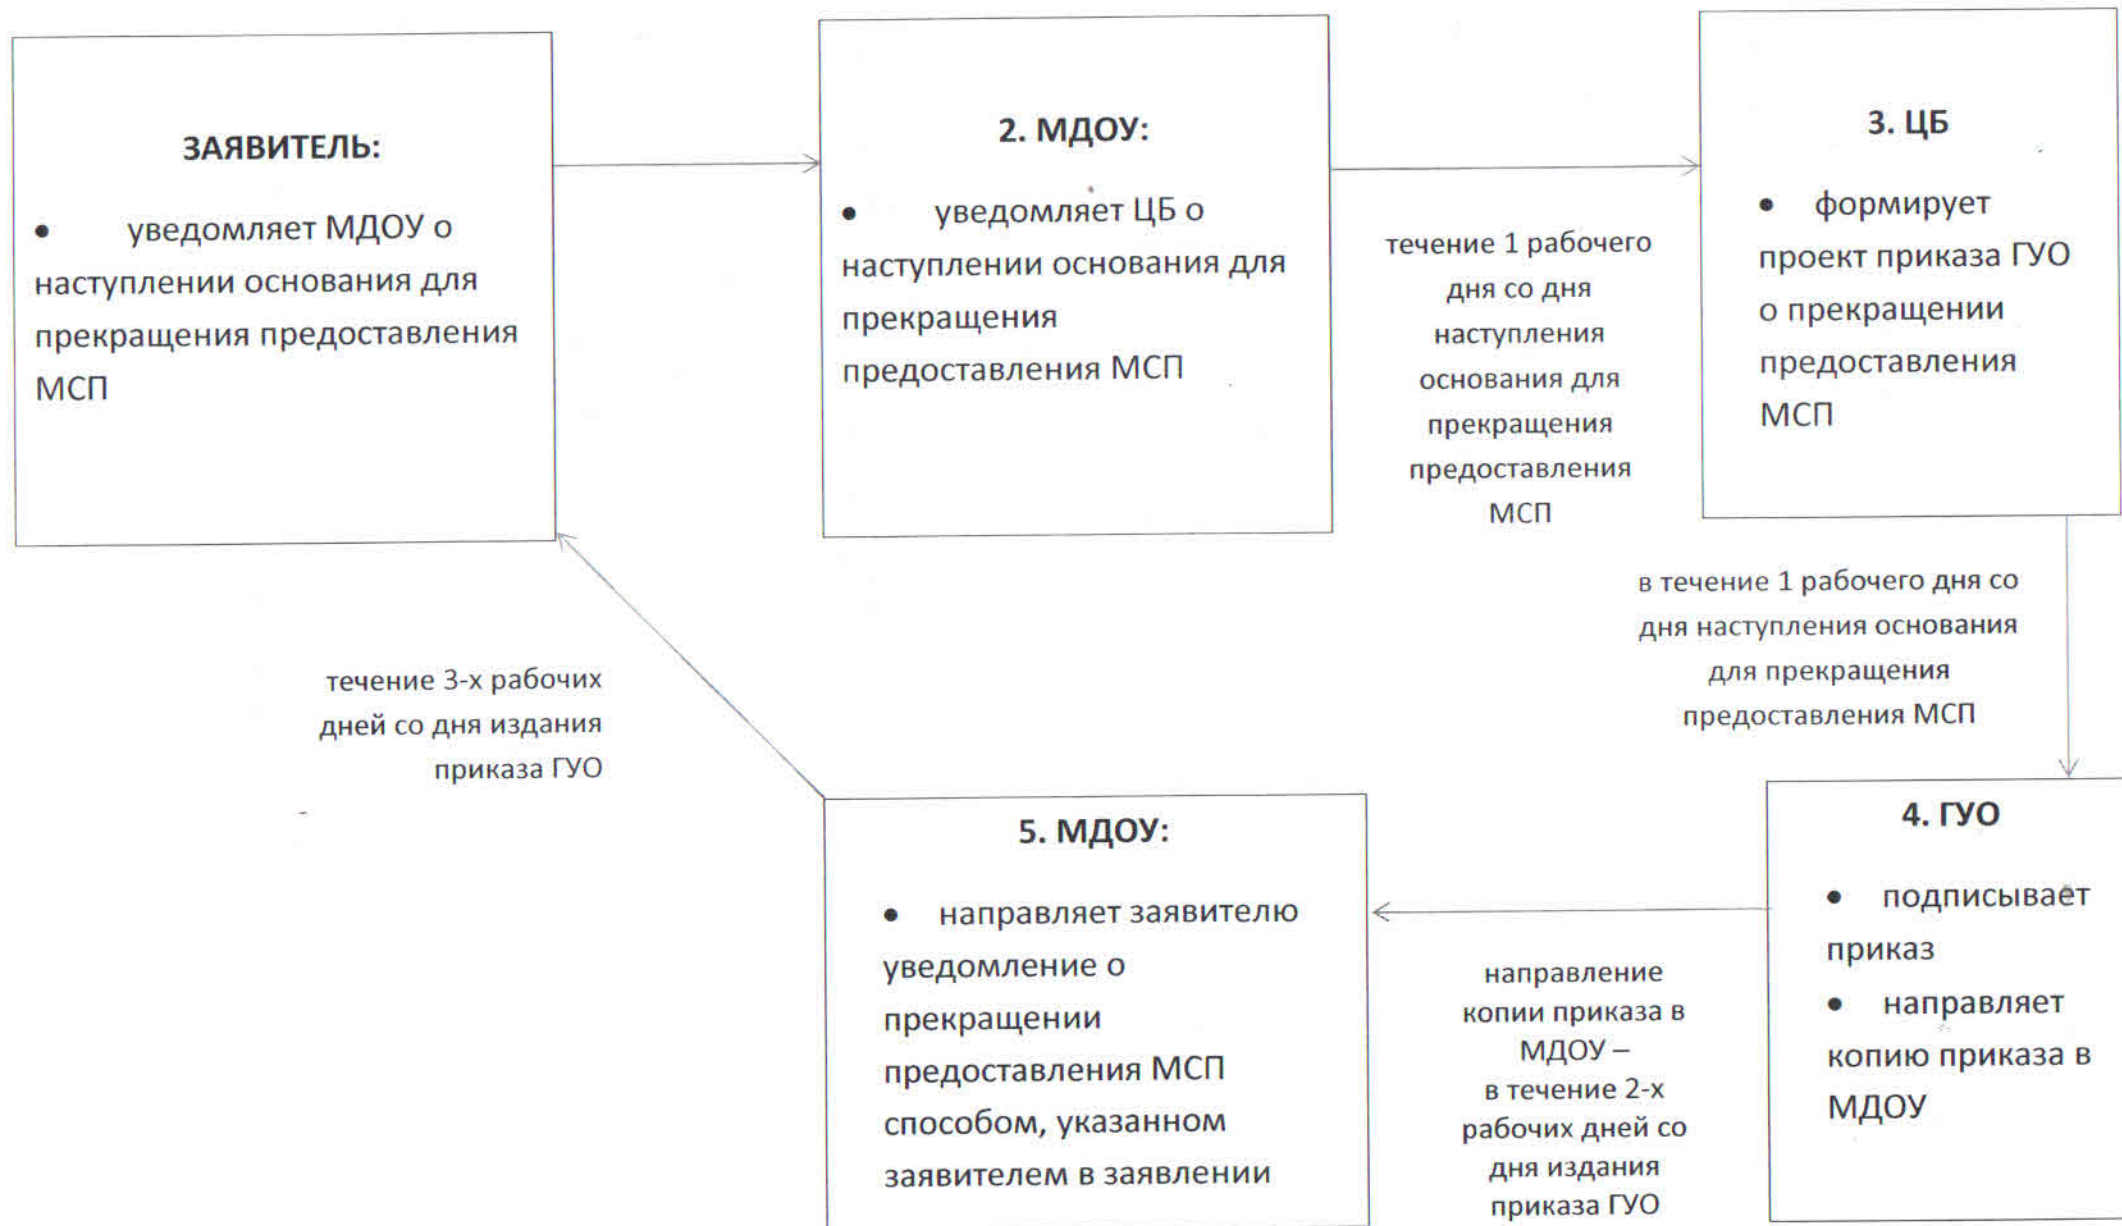 ЗАЯВИТЕЛЬ:
• уведомляет МДОУ о
наступлении основания для
прекращения предоставления
МСП
2. МДОУ:
• уведомляет ЦБ о
наступлении основания для
прекращения
предоставления МСП
течение 1 рабочего
дня со дня
наступления
основания для
прекращения
предоставления
МСП
3. ЦБ
• формирует
проект приказа ГУО
о прекращении
предоставления
МСП
в течение 1 рабочего дня со
дня наступления основания
для прекращения
предоставления МСП
4. ГУО
• подписывает
приказ
• направляет
копию приказа в
МДОУ
направление
копии приказа в
МДОУ –
в течение 2-х
рабочих дней со
дня издания
приказа ГУО
5. МДОУ:
• направляет заявителю
уведомление о
прекращении
предоставления МСП
способом, указанном
заявителем в заявлении
течение 3-х рабочих
дней со дня издания
приказа ГУО